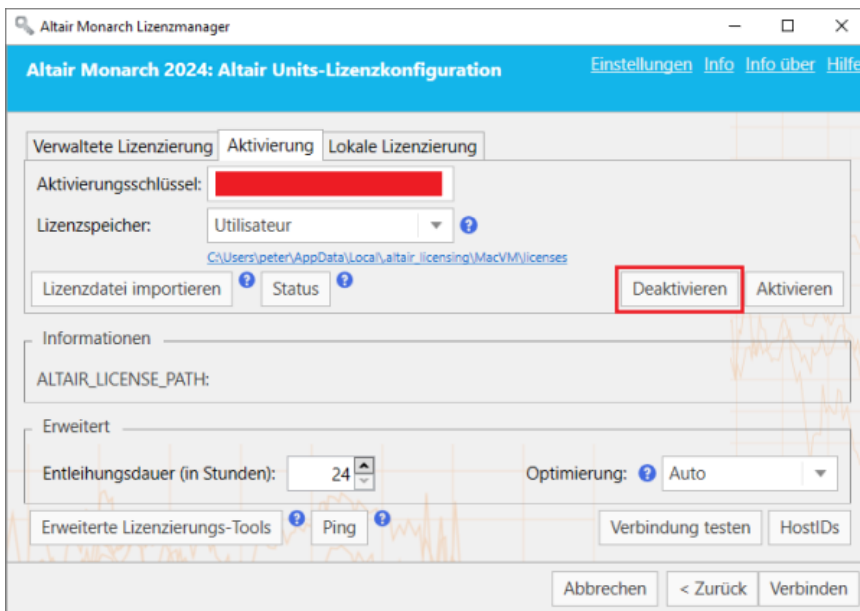 Altair Monarch Lizenzmanager
Altair Monarch 2024: Altair Units-Lizenzkonfiguration
Einstellungen Info Info über Hilfe
Verwaltete Lizenzierung Aktivierung Lokale Lizenzierung
Aktivierungsschlüssel:
Lizenzspeicher: Utilisateur ?
C:\Users\peter\AppData\Local\.altair_licensing\MacVM\licenses
Lizenzdatei importieren ? Status ? Deaktivieren Aktivieren
Informationen
ALTAIR_LICENSE_PATH:
Erweitert
Entleihungsdauer (in Stunden): 24 Optimierung: ? Auto
Erweiterte Lizenzierungs-Tools ? Ping ? Verbindung testen HostIDs
Abbrechen < Zurück Verbinden